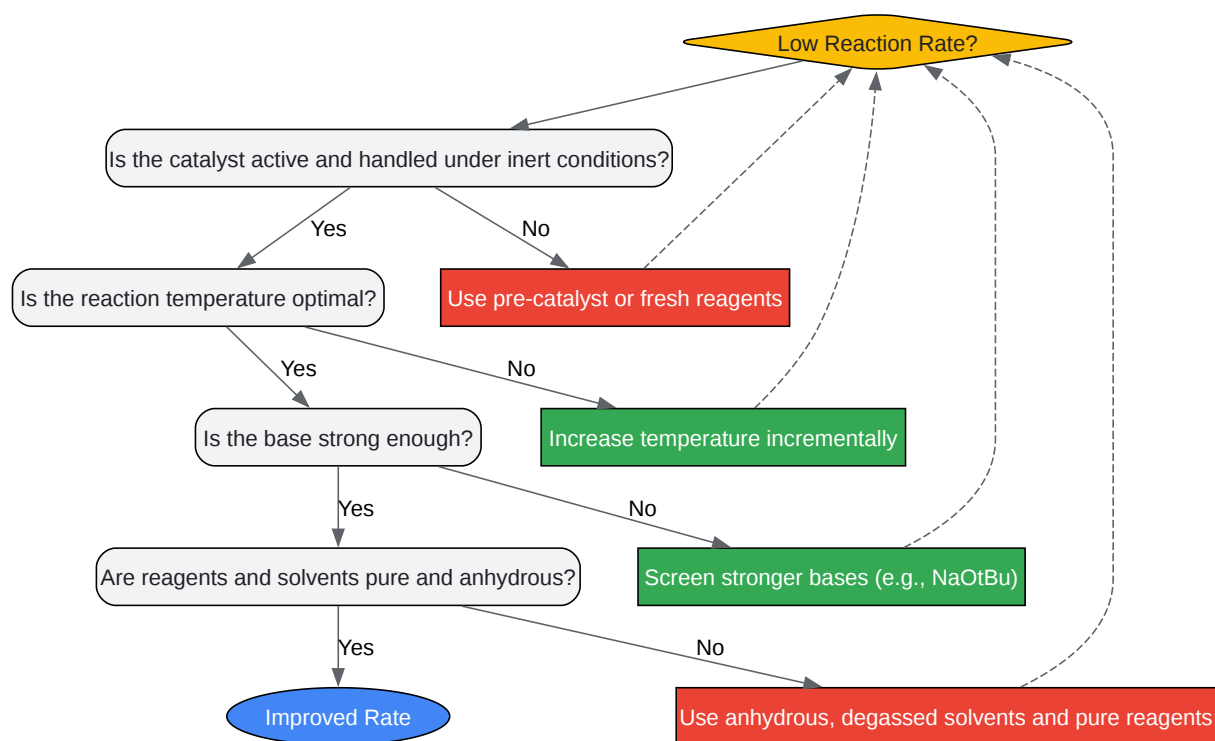 Low Reaction Rate?
Is the catalyst active and handled under inert conditions?
Yes
No
Is the reaction temperature optimal?
Use pre-catalyst or fresh reagents
Yes
No
Is the base strong enough?
Increase temperature incrementally
Yes
No
Are reagents and solvents pure and anhydrous?
Screen stronger bases (e.g., NaOtBu)
Yes
No
Improved Rate
Use anhydrous, degassed solvents and pure reagents